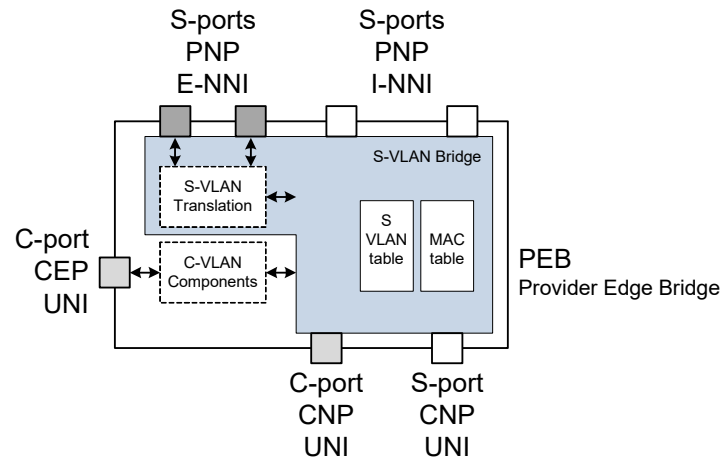 S-ports
PNP
E-NNI
S-ports
PNP
I-NNI
S-VLAN Bridge
S-VLAN
Translation
S
VLAN
table
MAC
table
C-port
CEP
UNI
C-VLAN
Components
PEB
Provider Edge Bridge
C-port
CNP
UNI
S-port
CNP
UNI